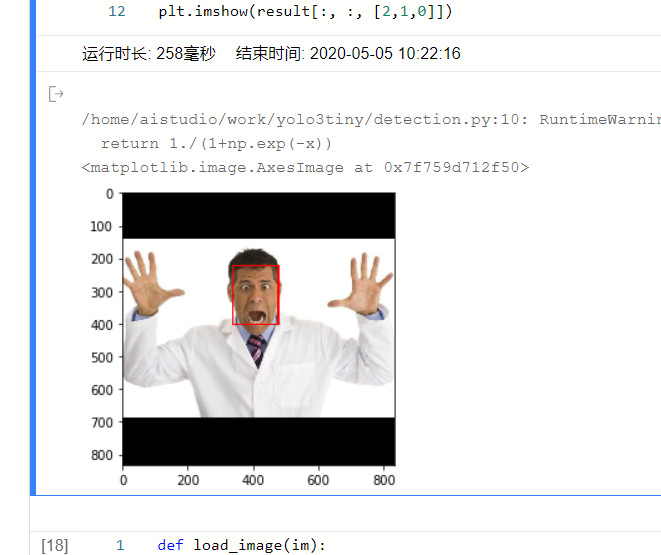 12 plt.imshow(result[:, :, [2,1,0]])
运行时长: 258毫秒 结束时间: 2020-05-05 10:22:16
/home/aistudio/work/yolo3tiny/detection.py:10:
return 1./(1+np.exp(-x))
<matplotlib.image.AxesImage at 0x7f759d712f50>
0
100
200
300
400
500
600
700
800
0 200 400 600 800
[18] 1 def load_image(im):